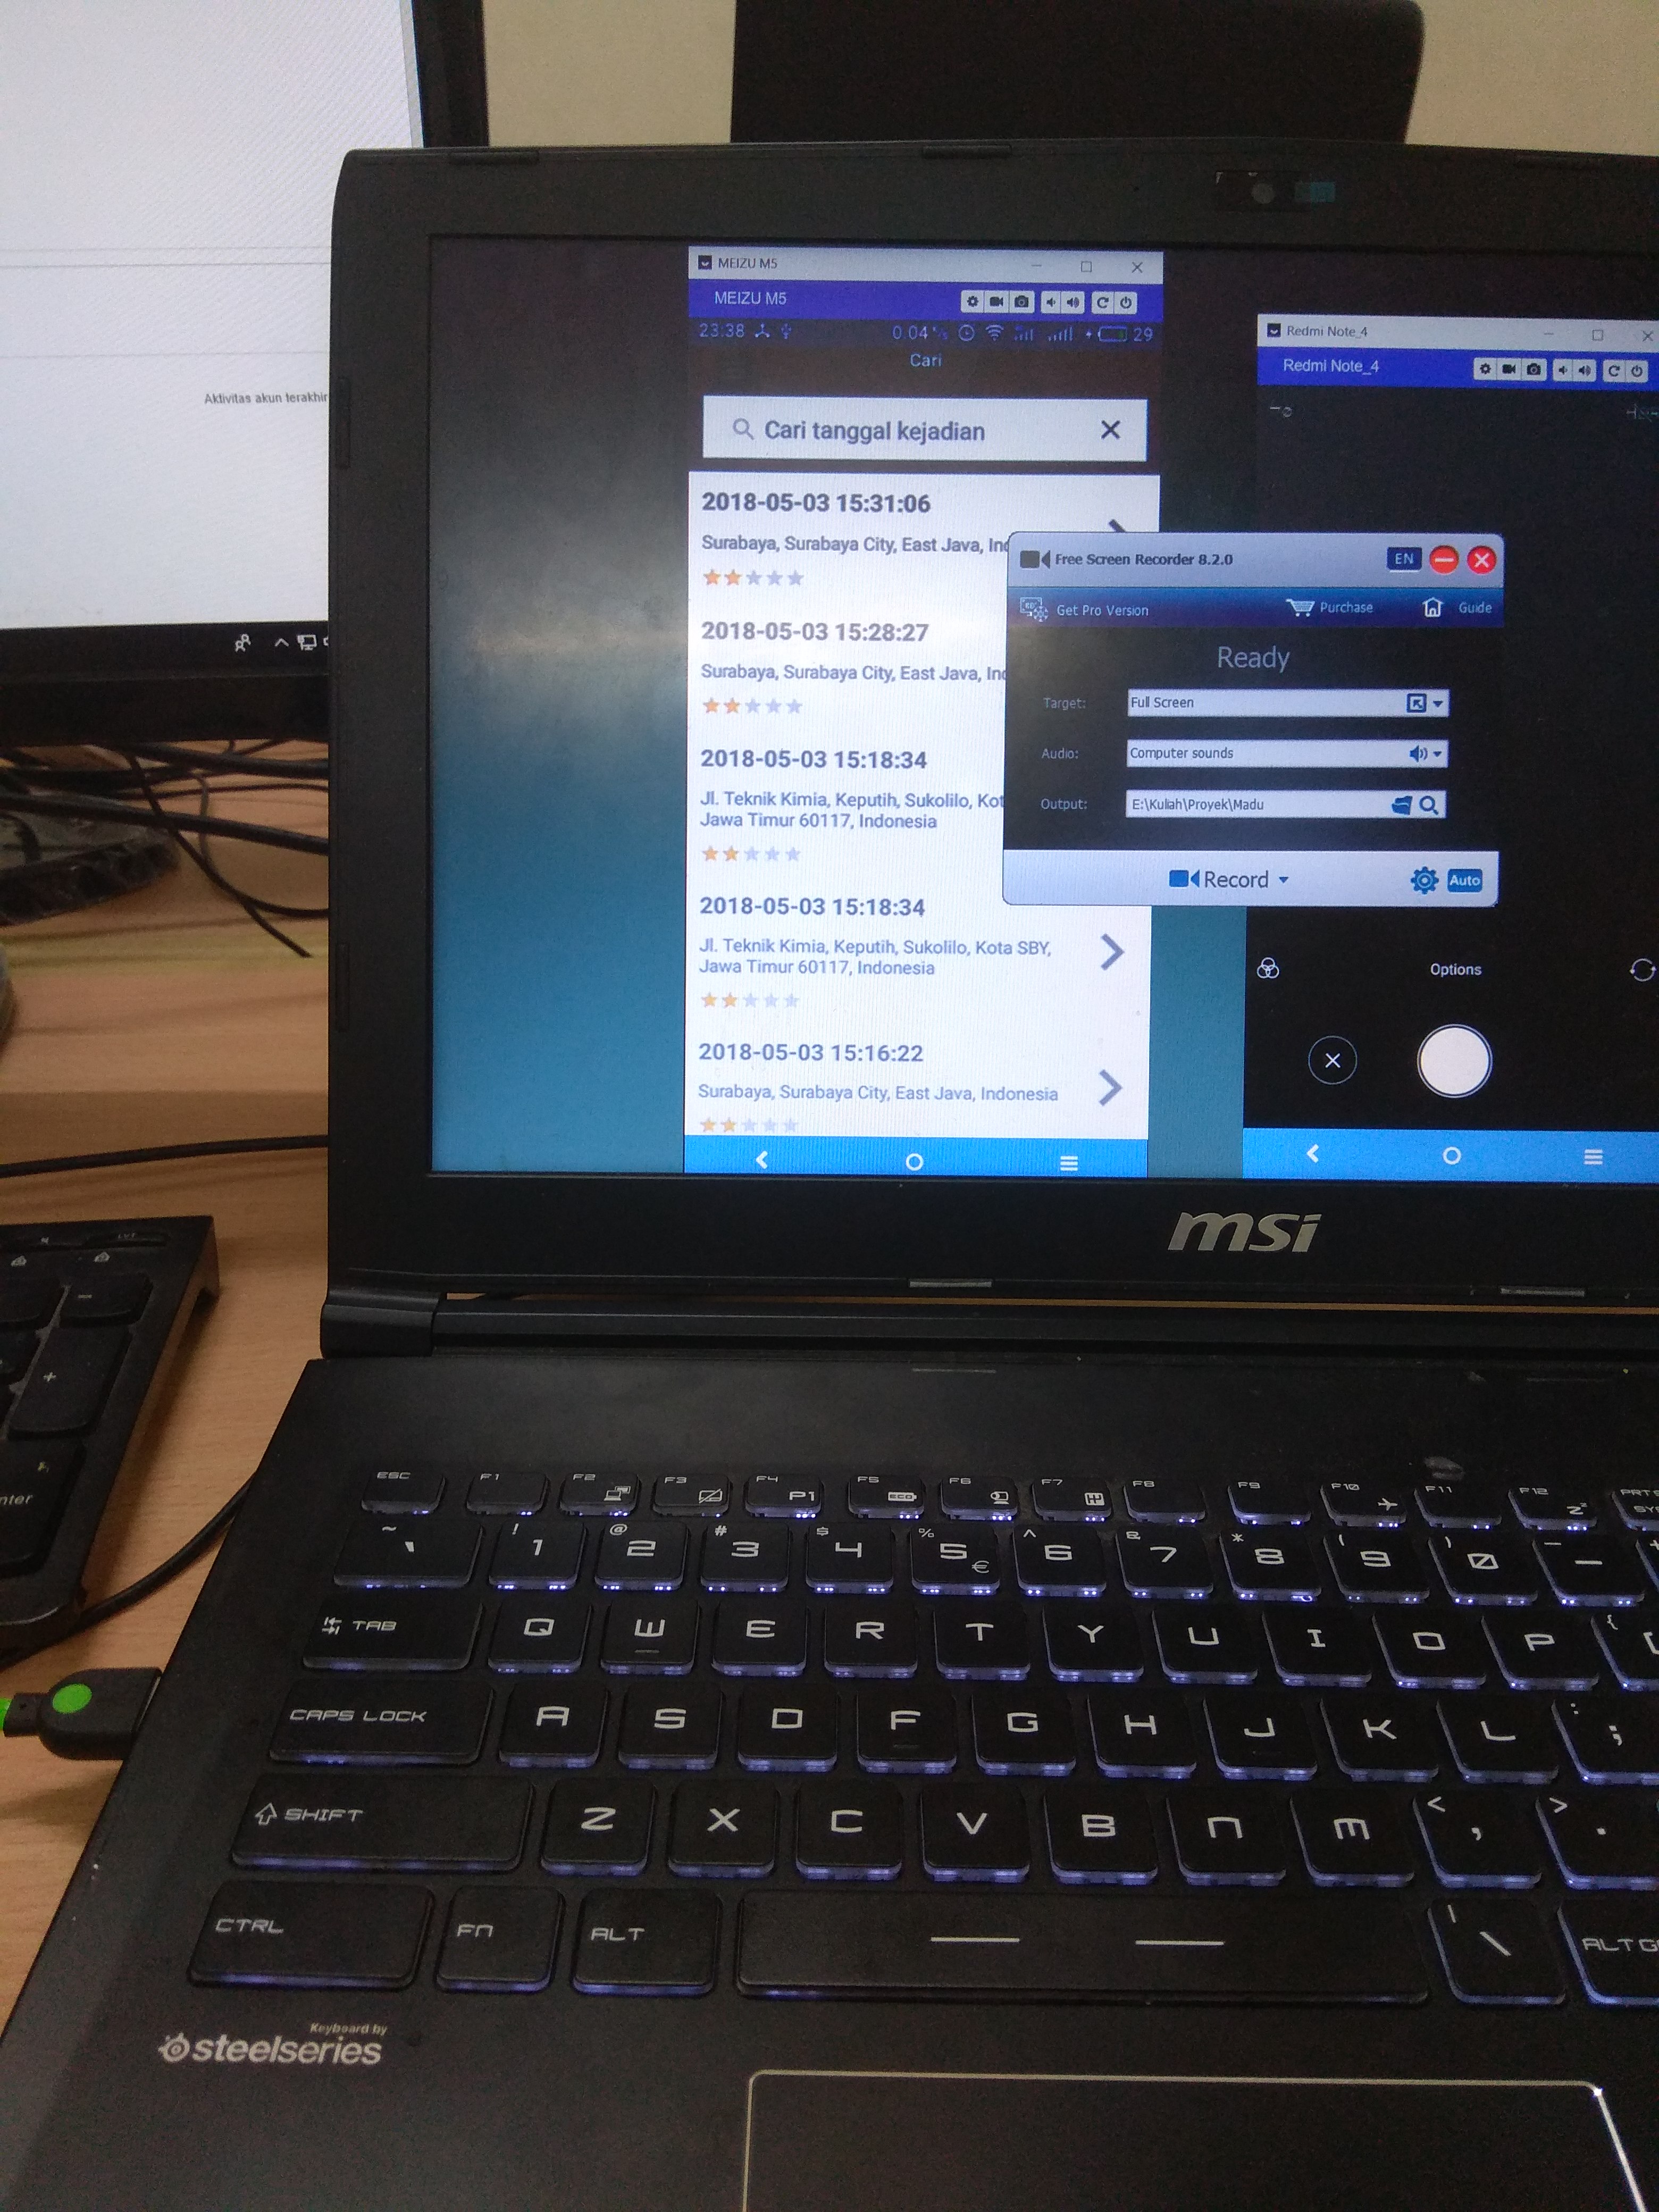 Aktivitas akun terakhir
MEIZU M5
MEIZU M5
23:38
0.04
29
Cari
Cari tanggal kejadian
2018-05-03 15:31:06
Surabaya, Surabaya City, East Java,
2018-05-03 15:28:27
Surabaya, Surabaya City, East Java,
2018-05-03 15:18:34
Jl. Teknik Kimia, Keputih, Sukolilo,
Jawa Timur 60117, Indonesia
2018-05-03 15:18:34
Jl. Teknik Kimia, Keputih, Sukolilo, Kota SBY,
Jawa Timur 60117, Indonesia
2018-05-03 15:16:22
Surabaya, Surabaya City, East Java, Indonesia
Redmi Note_4
Redmi Note_4
Free Screen Recorder 8.2.0
EN
Get Pro Version
Purchase
Guide
Ready
Target:
Full Screen
Audio:
Computer sounds
Output:
E:\Kuliah\Proyek\Madu
Record
Auto
Options
msi
ESC F1 F2 F3 F4 P1 F5 ECO F6 F7 F8 F9 F10 F11 F12
~ ` ! 1 @ 2 # 3 $ 4 % 5 € ^ 6 & 7 * 8 ( 9 ) 0 _ -
TAB Q W E R T Y U I O P { [
CAPS LOCK A S D F G H J K L : ;
SHIFT Z X C V B N M < , > .
CTRL FN ALT | \ ALT
Keyboard by
steelseries